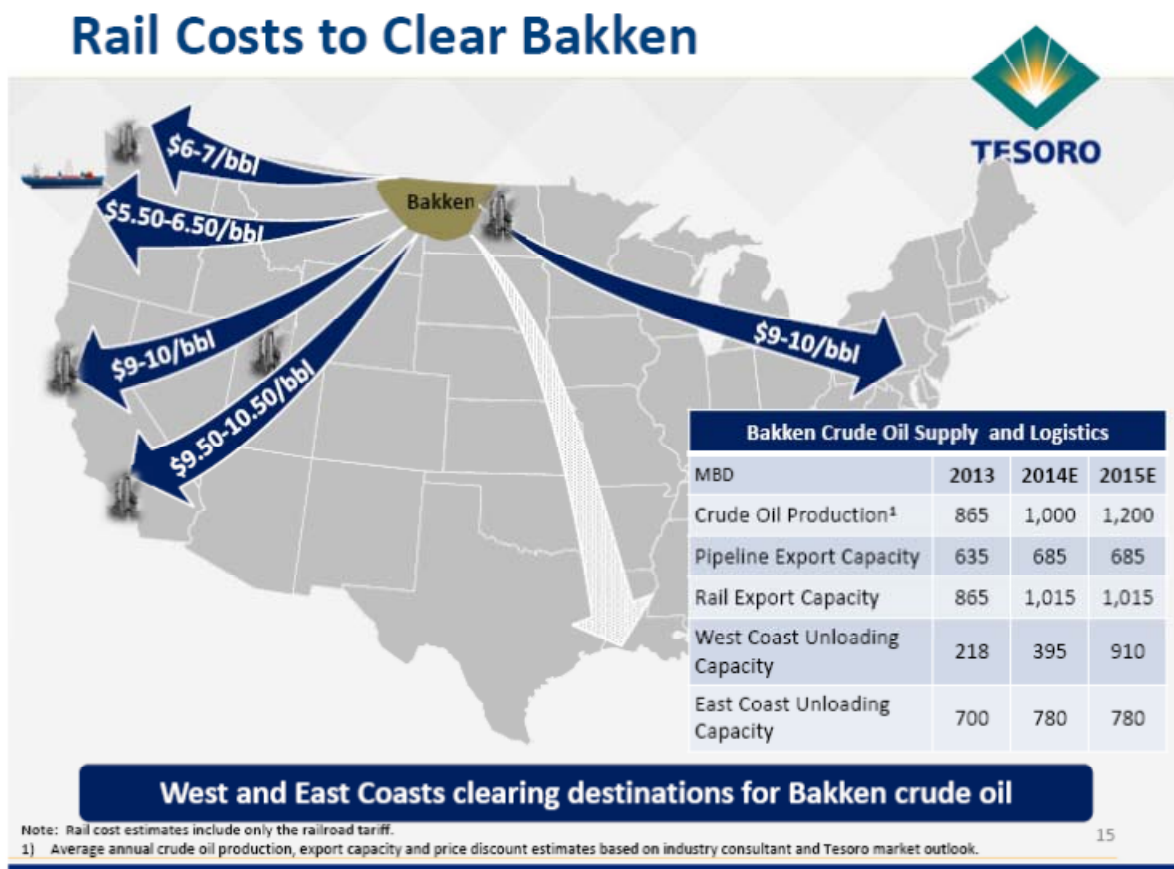 Rail Costs to Clear Bakken
TESORO
$6-7/bbl
Bakken
$5.50-6.50/bbl
$9-10/bbl
$9-10/bbl
$9.50-10.50/bbl
Bakken Crude Oil Supply and Logistics
MBD 2013 2014E 2015E
Crude Oil Production¹ 865 1,000 1,200
Pipeline Export Capacity 635 685 685
Rail Export Capacity 865 1,015 1,015
West Coast Unloading
Capacity 218 395 910
East Coast Unloading
Capacity 700 780 780
West and East Coasts clearing destinations for Bakken crude oil
Note: Rail cost estimates include only the railroad tariff.
15
1) Average annual crude oil production, export capacity and price discount estimates based on industry consultant and Tesoro market outlook.